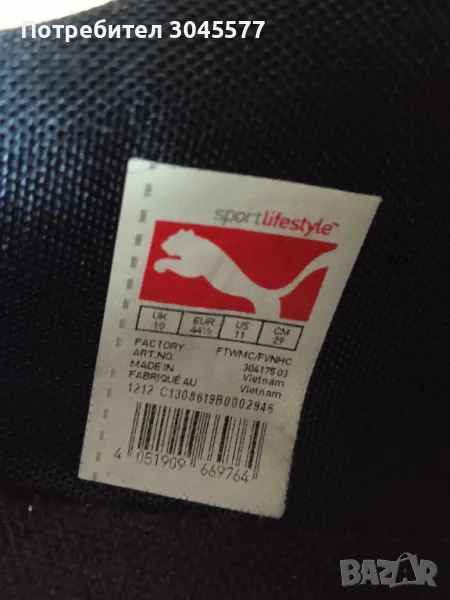 Потребител 3045577
sportlifestyle™
UK EUR US CM
10 44½ 11 29
FACTORY FTWMC/FVNHC
ART.NO. 304175 03
MADE IN Vietnam
FABRIQUÉ AU Vietnam
1212 C1308619B0002946
4 051909 669764
BAZAR